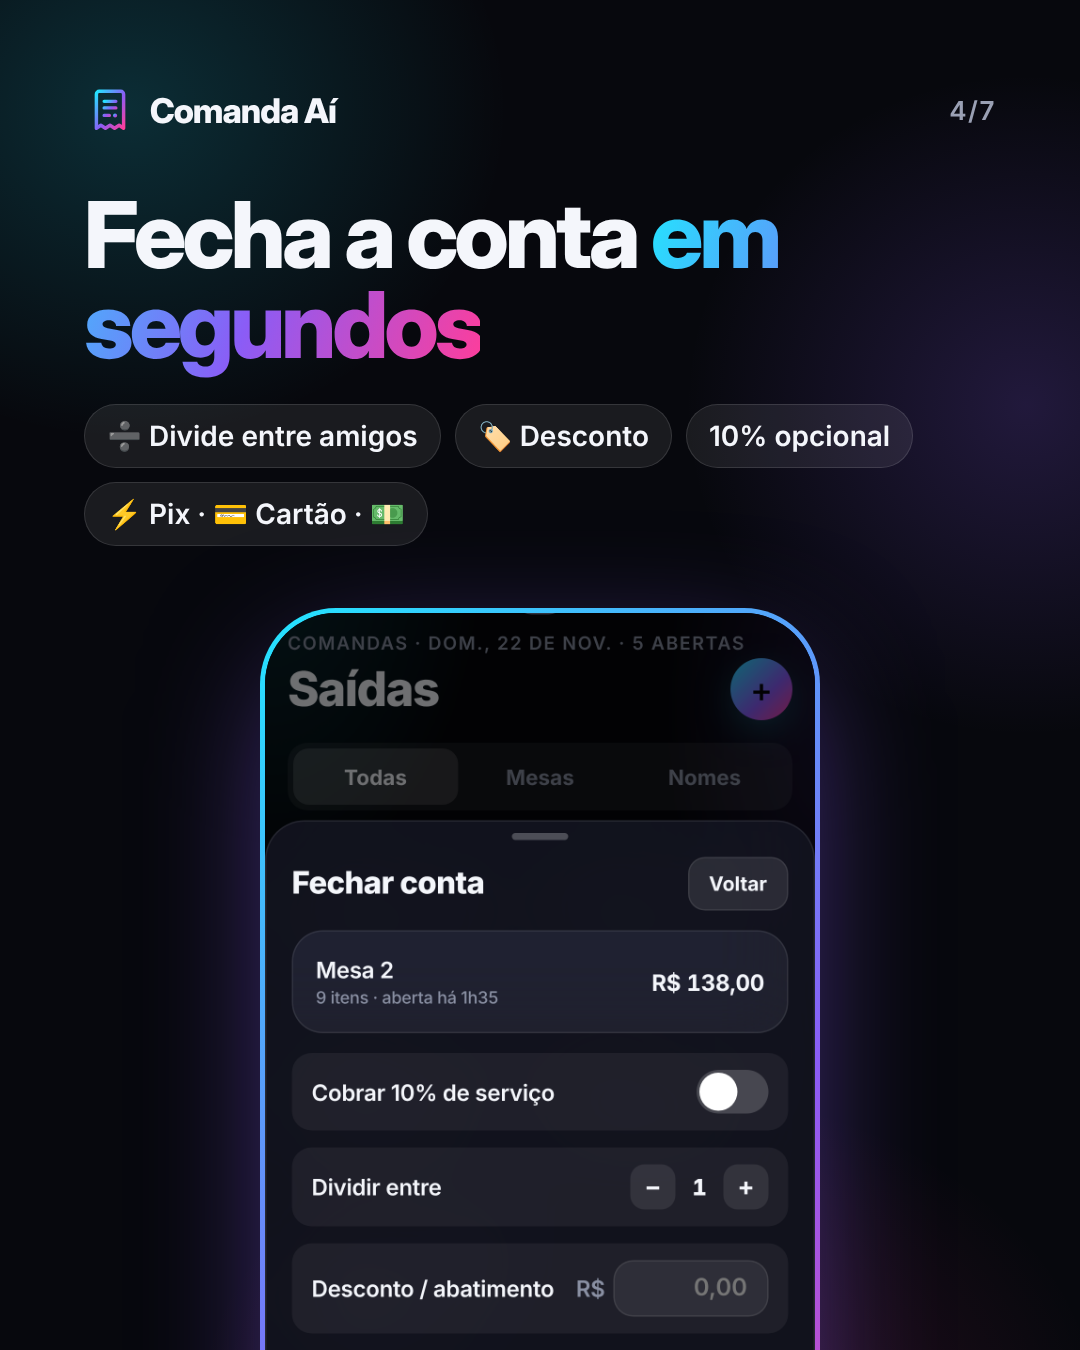 Comanda Aí
4/7
Fecha a conta em
segundos
➗ Divide entre amigos
🏷️ Desconto
10% opcional
⚡ Pix · 💳 Cartão · 💵
COMANDAS · DOM., 22 DE NOV. · 5 ABERTAS
Saídas
+
Todas
Mesas
Nomes
Fechar conta
Voltar
Mesa 2
R$ 138,00
9 itens · aberta há 1h35
Cobrar 10% de serviço
Dividir entre
− 1 +
Desconto / abatimento R$ 0,00